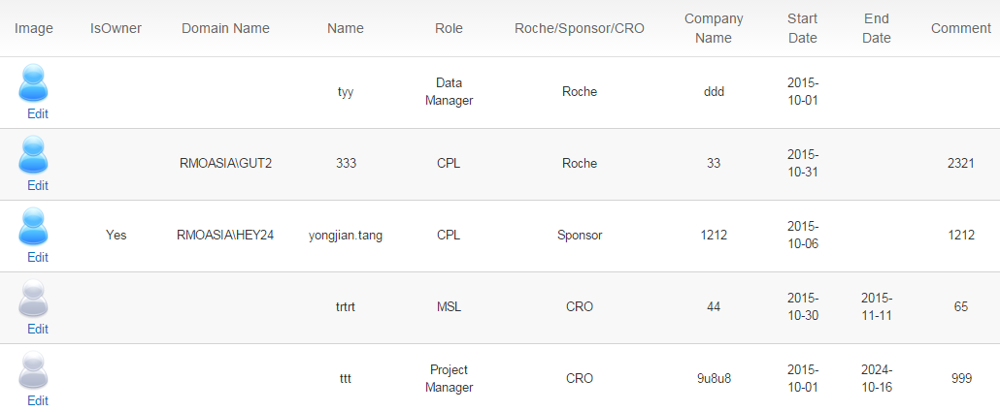 Image IsOwner Domain Name Name Role Roche/Sponsor/CRO Company Name Start Date End Date Comment
tyy Data Manager Roche ddd 2015-10-01
Edit
RMOASIA\GUT2 333 CPL Roche 33 2015-10-31 2321
Edit
Yes RMOASIA\HEY24 yongjian.tang CPL Sponsor 1212 2015-10-06 1212
Edit
trtrt MSL CRO 44 2015-10-30 2015-11-11 65
Edit
ttt Project Manager CRO 9u8u8 2015-10-01 2024-10-16 999
Edit